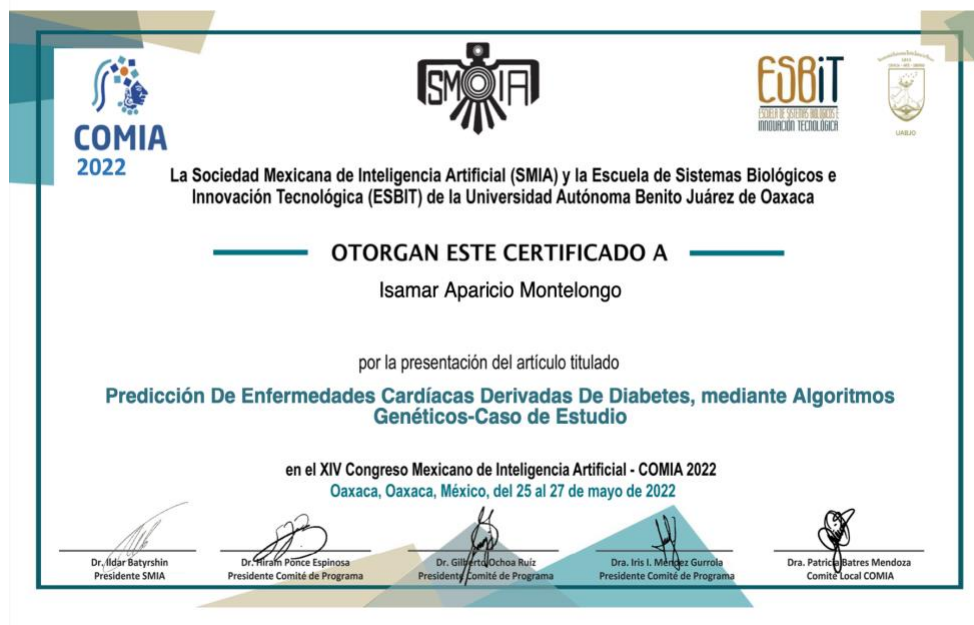 COMIA
2022
SMIA
ESBiT
ESCUELA DE SISTEMAS BIOLÓGICOS E
INNOVACIÓN TECNOLÓGICA
UABJO
La Sociedad Mexicana de Inteligencia Artificial (SMIA) y la Escuela de Sistemas Biológicos e
Innovación Tecnológica (ESBIT) de la Universidad Autónoma Benito Juárez de Oaxaca
OTORGAN ESTE CERTIFICADO A
Isamar Aparicio Montelongo
por la presentación del artículo titulado
Predicción De Enfermedades Cardíacas Derivadas De Diabetes, mediante Algoritmos
Genéticos-Caso de Estudio
en el XIV Congreso Mexicano de Inteligencia Artificial - COMIA 2022
Oaxaca, Oaxaca, México, del 25 al 27 de mayo de 2022
Dr. Ildar Batyrshin
Presidente SMIA
Dr. Hiram Ponce Espinosa
Presidente Comité de Programa
Dr. Gilberto Ochoa Ruiz
Presidente Comité de Programa
Dra. Iris I. Méndez Gurrola
Presidente Comité de Programa
Dra. Patricia Batres Mendoza
Comité Local COMIA